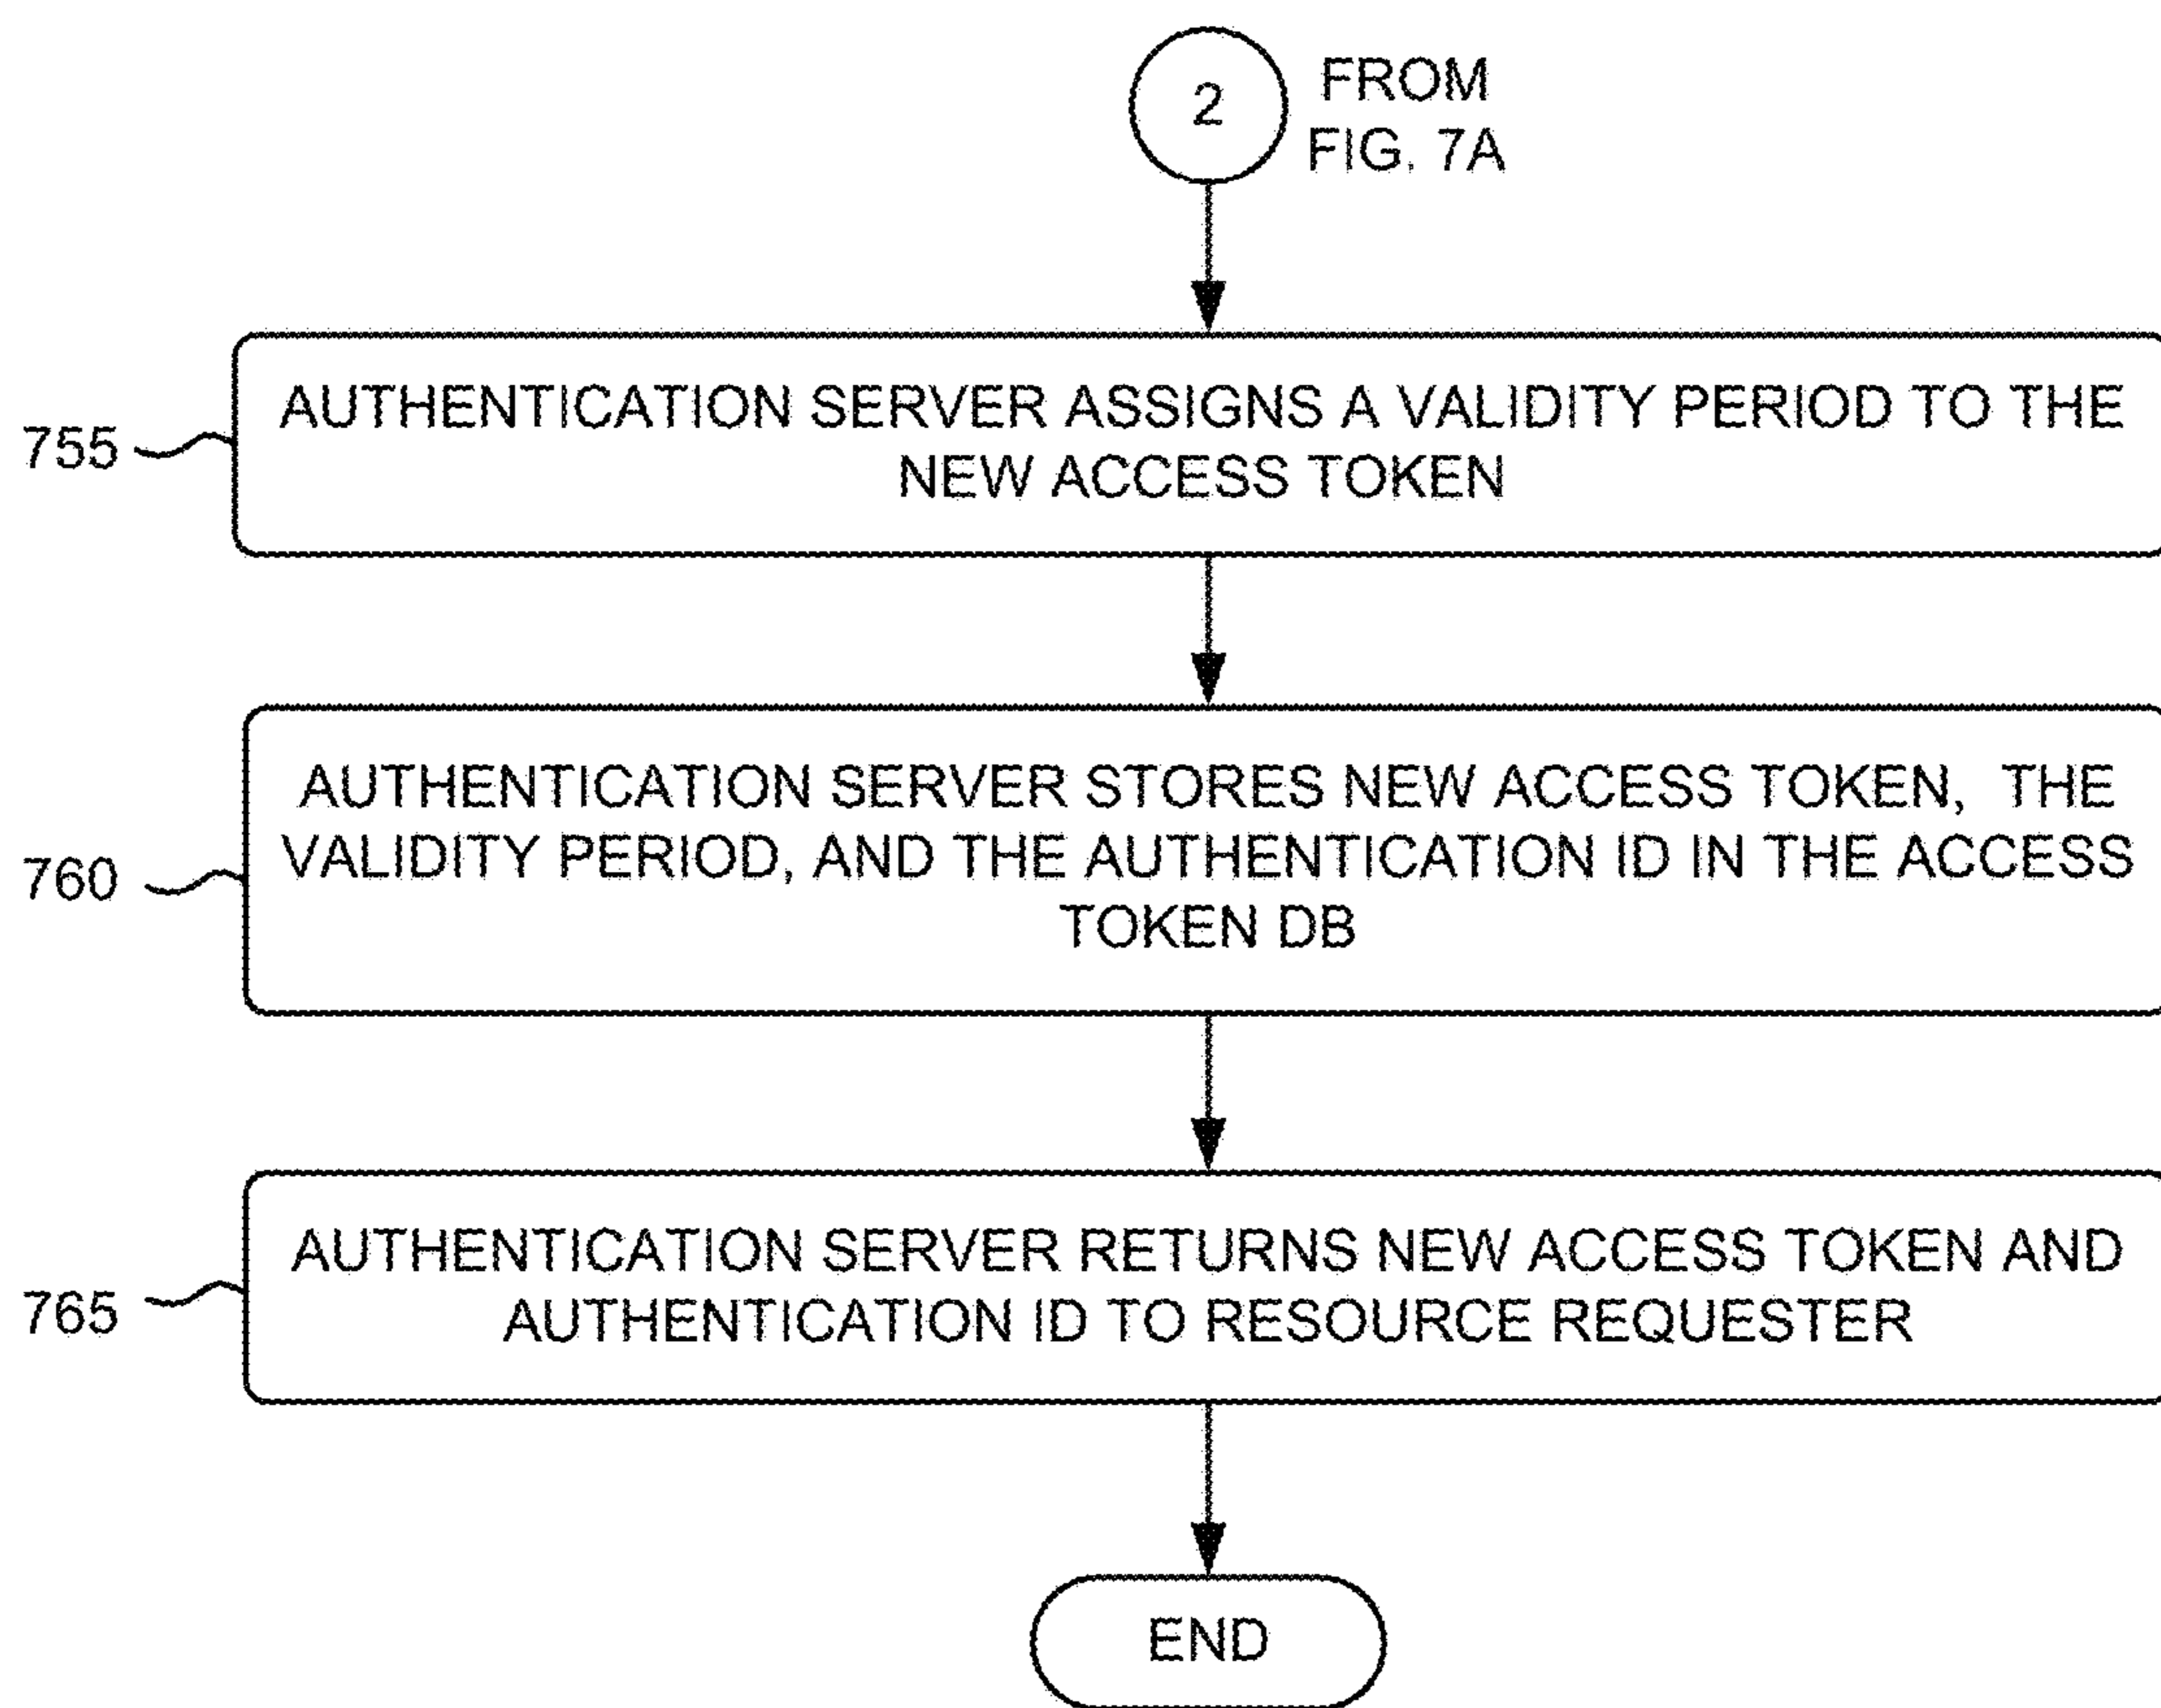 2
FROM
FIG. 7A
755
AUTHENTICATION SERVER ASSIGNS A VALIDITY PERIOD TO THE
NEW ACCESS TOKEN
760
AUTHENTICATION SERVER STORES NEW ACCESS TOKEN, THE
VALIDITY PERIOD, AND THE AUTHENTICATION ID IN THE ACCESS
TOKEN DB
765
AUTHENTICATION SERVER RETURNS NEW ACCESS TOKEN AND
AUTHENTICATION ID TO RESOURCE REQUESTER
END